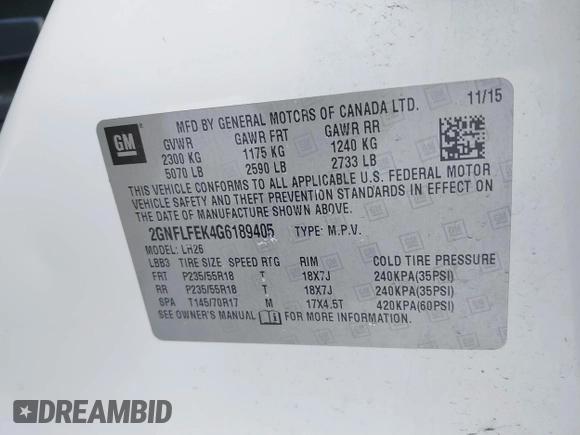 GM
MFD BY GENERAL MOTORS OF CANADA LTD. 11/15
GVWR GAWR FRT GAWR RR
2300 KG 1175 KG 1240 KG
5070 LB 2590 LB 2733 LB
THIS VEHICLE CONFORMS TO ALL APPLICABLE U.S. FEDERAL MOTOR
VEHICLE SAFETY AND THEFT PREVENTION STANDARDS IN EFFECT ON
THE DATE OF MANUFACTURE SHOWN ABOVE.
2GNFLFEK4G6189405 TYPE: M.P.V.
MODEL: LH26
LBB3 TIRE SIZE SPEED RTG RIM COLD TIRE PRESSURE
FRT P235/55R18 T 18X7J 240KPA(35PSI)
RR P235/55R18 T 18X7J 240KPA(35PSI)
SPA T145/70R17 M 17X4.5T 420KPA(60PSI)
SEE OWNER'S MANUAL FOR MORE INFORMATION.
DREAMBID